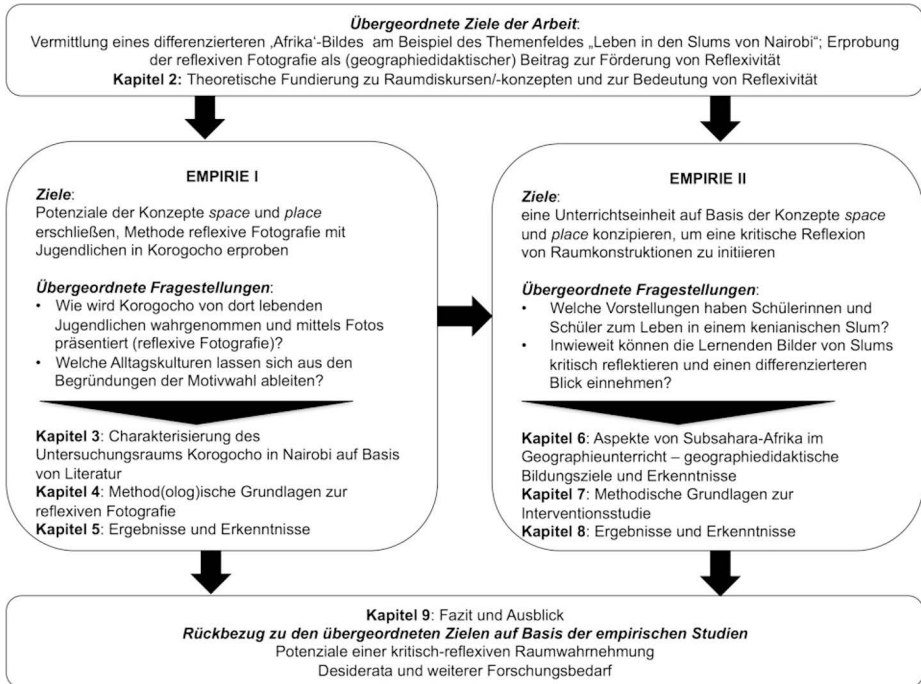 Übergeordnete Ziele der Arbeit:
Vermittlung eines differenzierteren ‚Afrika‘-Bildes am Beispiel des Themenfeldes „Leben in den Slums von Nairobi“; Erprobung
der reflexiven Fotografie als (geographiedidaktischer) Beitrag zur Förderung von Reflexivität
Kapitel 2: Theoretische Fundierung zu Raumdiskursen/-konzepten und zur Bedeutung von Reflexivität
EMPIRIE I
Ziele:
Potenziale der Konzepte space und place
erschließen, Methode reflexive Fotografie mit
Jugendlichen in Korogocho erproben
Übergeordnete Fragestellungen:
• Wie wird Korogocho von dort lebenden
Jugendlichen wahrgenommen und mittels Fotos
präsentiert (reflexive Fotografie)?
• Welche Alltagskulturen lassen sich aus den
Begründungen der Motivwahl ableiten?
Kapitel 3: Charakterisierung des
Untersuchungsraums Korogocho in Nairobi auf Basis
von Literatur
Kapitel 4: Method(olog)ische Grundlagen zur
reflexiven Fotografie
Kapitel 5: Ergebnisse und Erkenntnisse
EMPIRIE II
Ziele:
eine Unterrichtseinheit auf Basis der Konzepte space
und place konzipieren, um eine kritische Reflexion
von Raumkonstruktionen zu initiieren
Übergeordnete Fragestellungen:
• Welche Vorstellungen haben Schülerinnen und
Schüler zum Leben in einem kenianischen Slum?
• Inwieweit können die Lernenden Bilder von Slums
kritisch reflektieren und einen differenzierteren
Blick einnehmen?
Kapitel 6: Aspekte von Subsahara-Afrika im
Geographieunterricht – geographiedidaktische
Bildungsziele und Erkenntnisse
Kapitel 7: Methodische Grundlagen zur
Interventionsstudie
Kapitel 8: Ergebnisse und Erkenntnisse
Kapitel 9: Fazit und Ausblick
Rückbezug zu den übergeordneten Zielen auf Basis der empirischen Studien
Potenziale einer kritisch-reflexiven Raumwahrnehmung
Desiderata und weiterer Forschungsbedarf